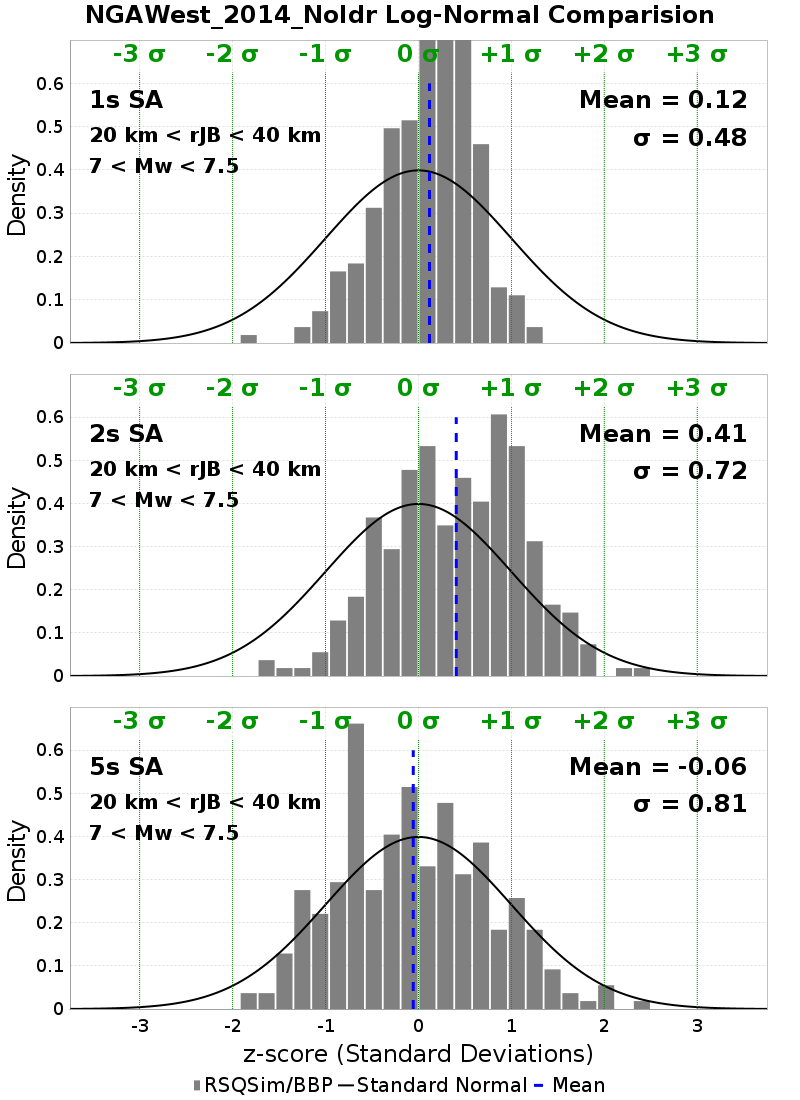 NGAWest_2014_NoIdr Log-Normal Comparision
-3 σ -2 σ -1 σ 0 σ +1 σ +2 σ +3 σ
1s SA
Mean = 0.12
20 km < rJB < 40 km
σ = 0.48
7 < Mw < 7.5
0.6
0.5
0.4
0.3
0.2
0.1
0
Density
-3 σ -2 σ -1 σ 0 σ +1 σ +2 σ +3 σ
2s SA
Mean = 0.41
20 km < rJB < 40 km
σ = 0.72
7 < Mw < 7.5
0.6
0.5
0.4
0.3
0.2
0.1
0
Density
-3 σ -2 σ -1 σ 0 σ +1 σ +2 σ +3 σ
5s SA
Mean = -0.06
20 km < rJB < 40 km
σ = 0.81
7 < Mw < 7.5
0.6
0.5
0.4
0.3
0.2
0.1
0
Density
-3 -2 -1 0 1 2 3
z-score (Standard Deviations)
RSQSim/BBP Standard Normal Mean